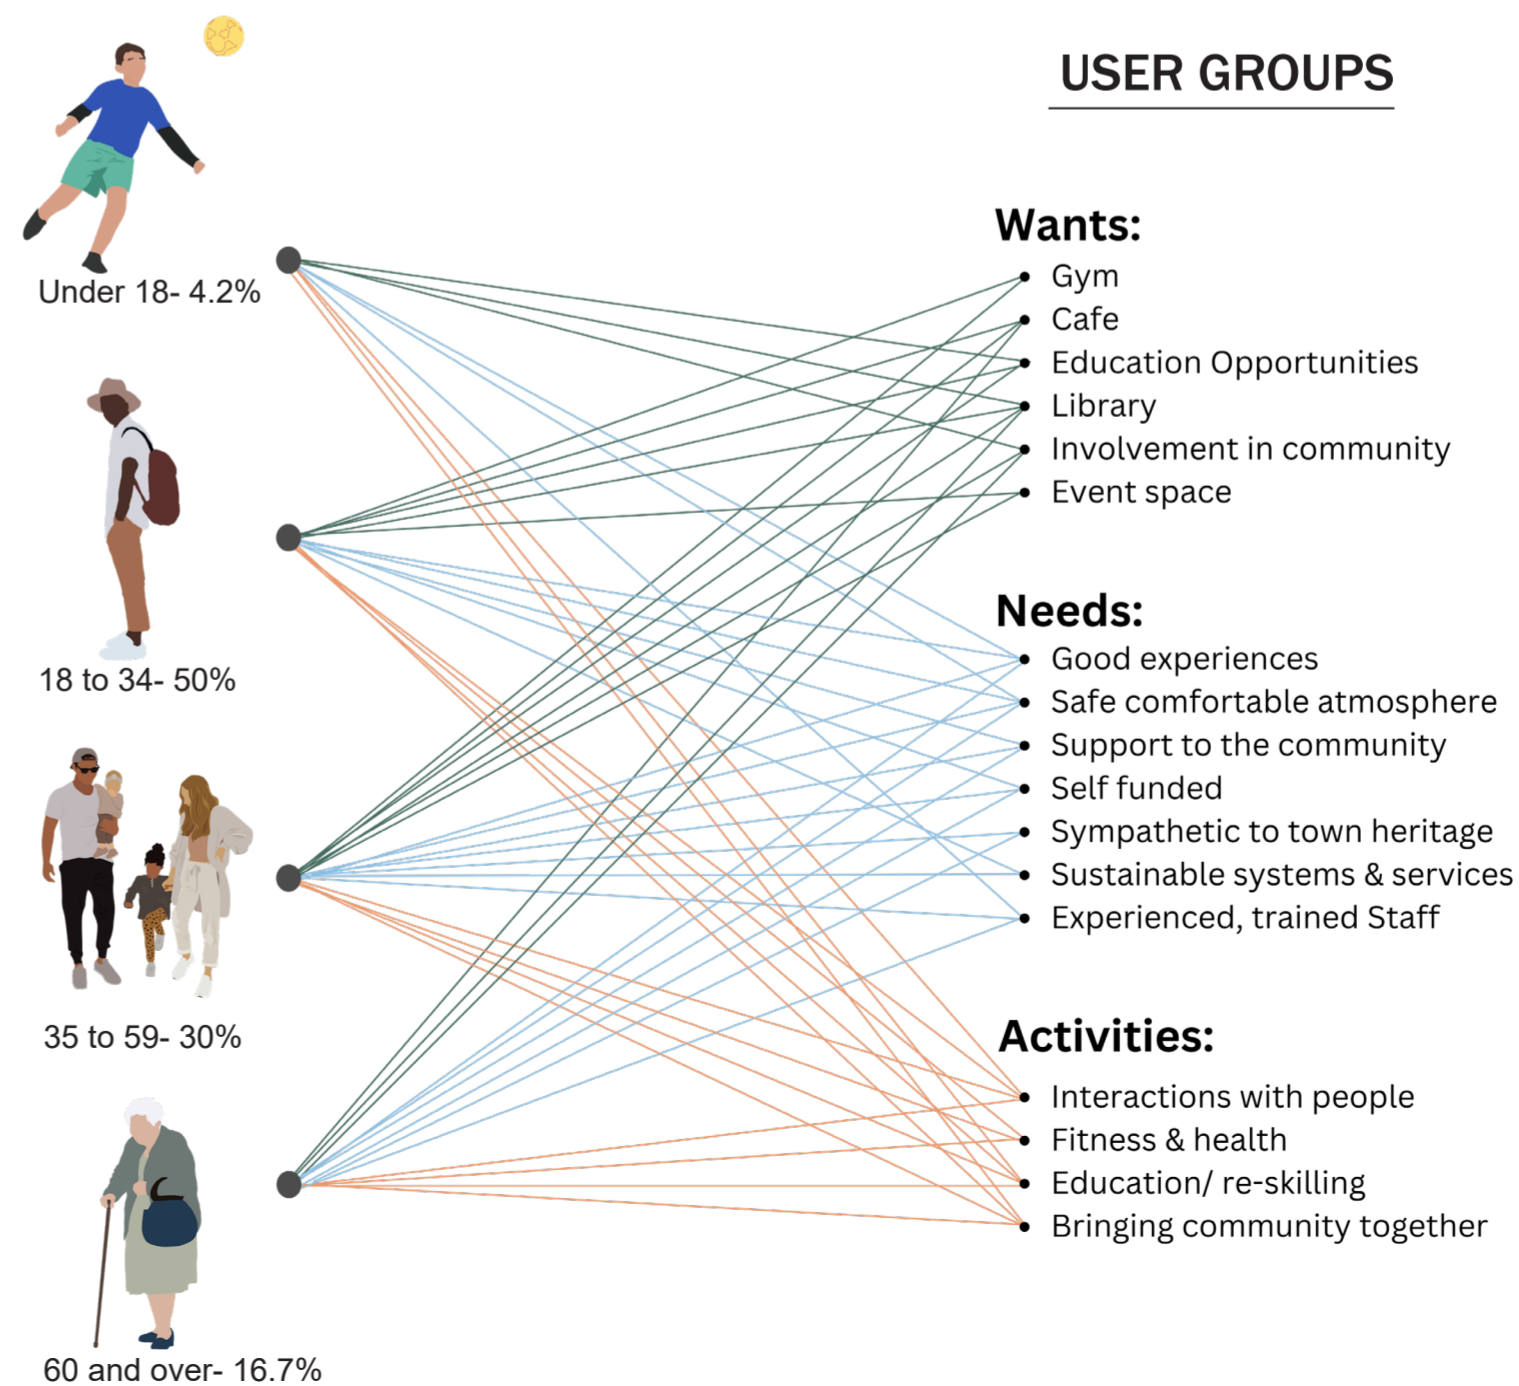 USER GROUPS
Under 18- 4.2%
18 to 34- 50%
35 to 59- 30%
60 and over- 16.7%
Wants:
Gym
Cafe
Education Opportunities
Library
Involvement in community
Event space
Needs:
Good experiences
Safe comfortable atmosphere
Support to the community
Self funded
Sympathetic to town heritage
Sustainable systems & services
Experienced, trained Staff
Activities:
Interactions with people
Fitness & health
Education/ re-skilling
Bringing community together